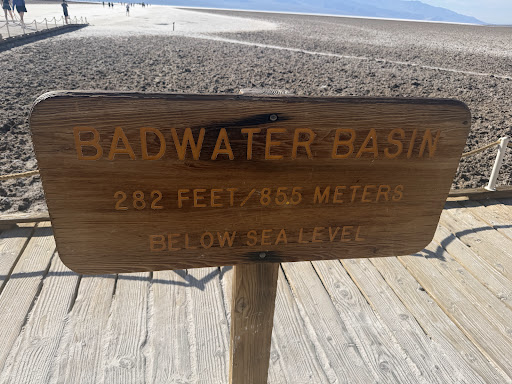 BADWATER BASIN
282 FEET/855 METERS
BELOW SEA LEVEL